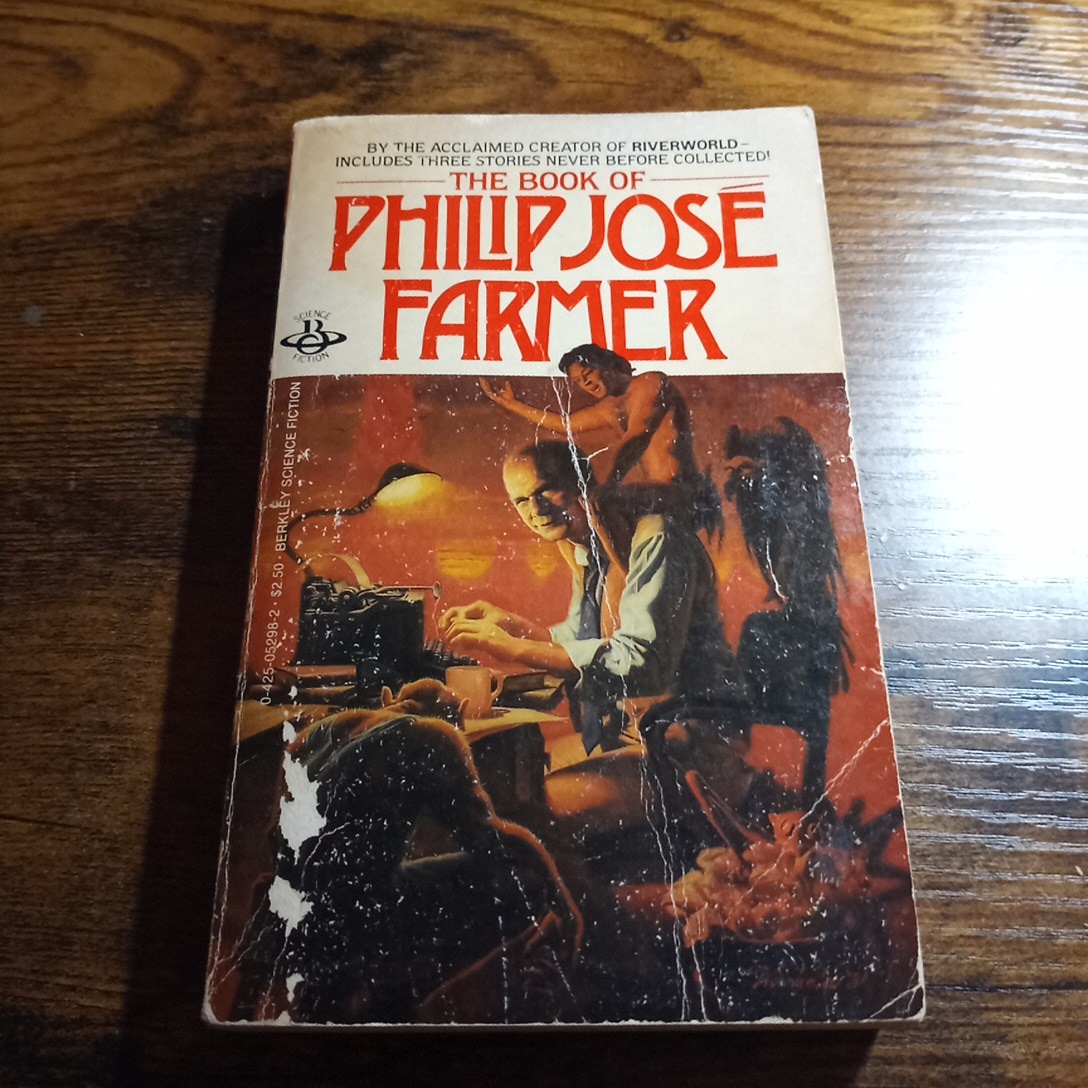 BY THE ACCLAIMED CREATOR OF RIVERWORLD–
INCLUDES THREE STORIES NEVER BEFORE COLLECTED!
THE BOOK OF
PHILIP JOSÉ
FARMER
SCIENCE
B
FICTION
0-425-05298-2 · $2.50 · BERKLEY SCIENCE FICTION